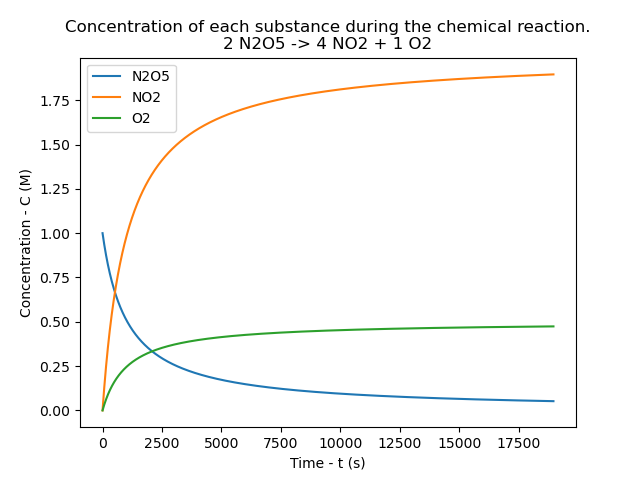 Concentration of each substance during the chemical reaction.
2 N2O5 -> 4 NO2 + 1 O2
N2O5
NO2
O2
1.75
1.50
1.25
1.00
0.75
0.50
0.25
0.00
Concentration - C (M)
0 2500 5000 7500 10000 12500 15000 17500
Time - t (s)